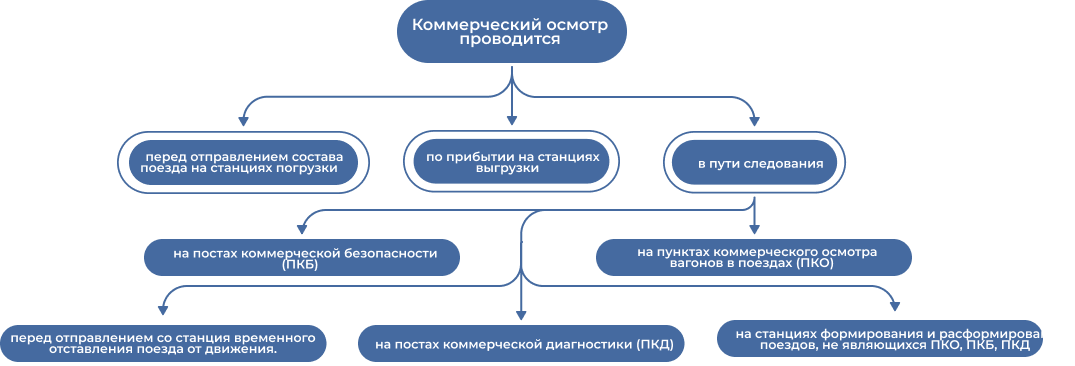 Коммерческий осмотр
проводится
перед отправлением состава
поезда на станциях погрузки
по прибытии на станциях
выгрузки
в пути следования
на постах коммерческой безопасности
(ПКБ)
на пунктах коммерческого осмотра
вагонов в поездах (ПКО)
перед отправлением со станция временного
отставления поезда от движения.
на постах коммерческой диагностики (ПКД)
на станциях формирования и расформирова
поездов, не являющихся ПКО, ПКБ, ПКД